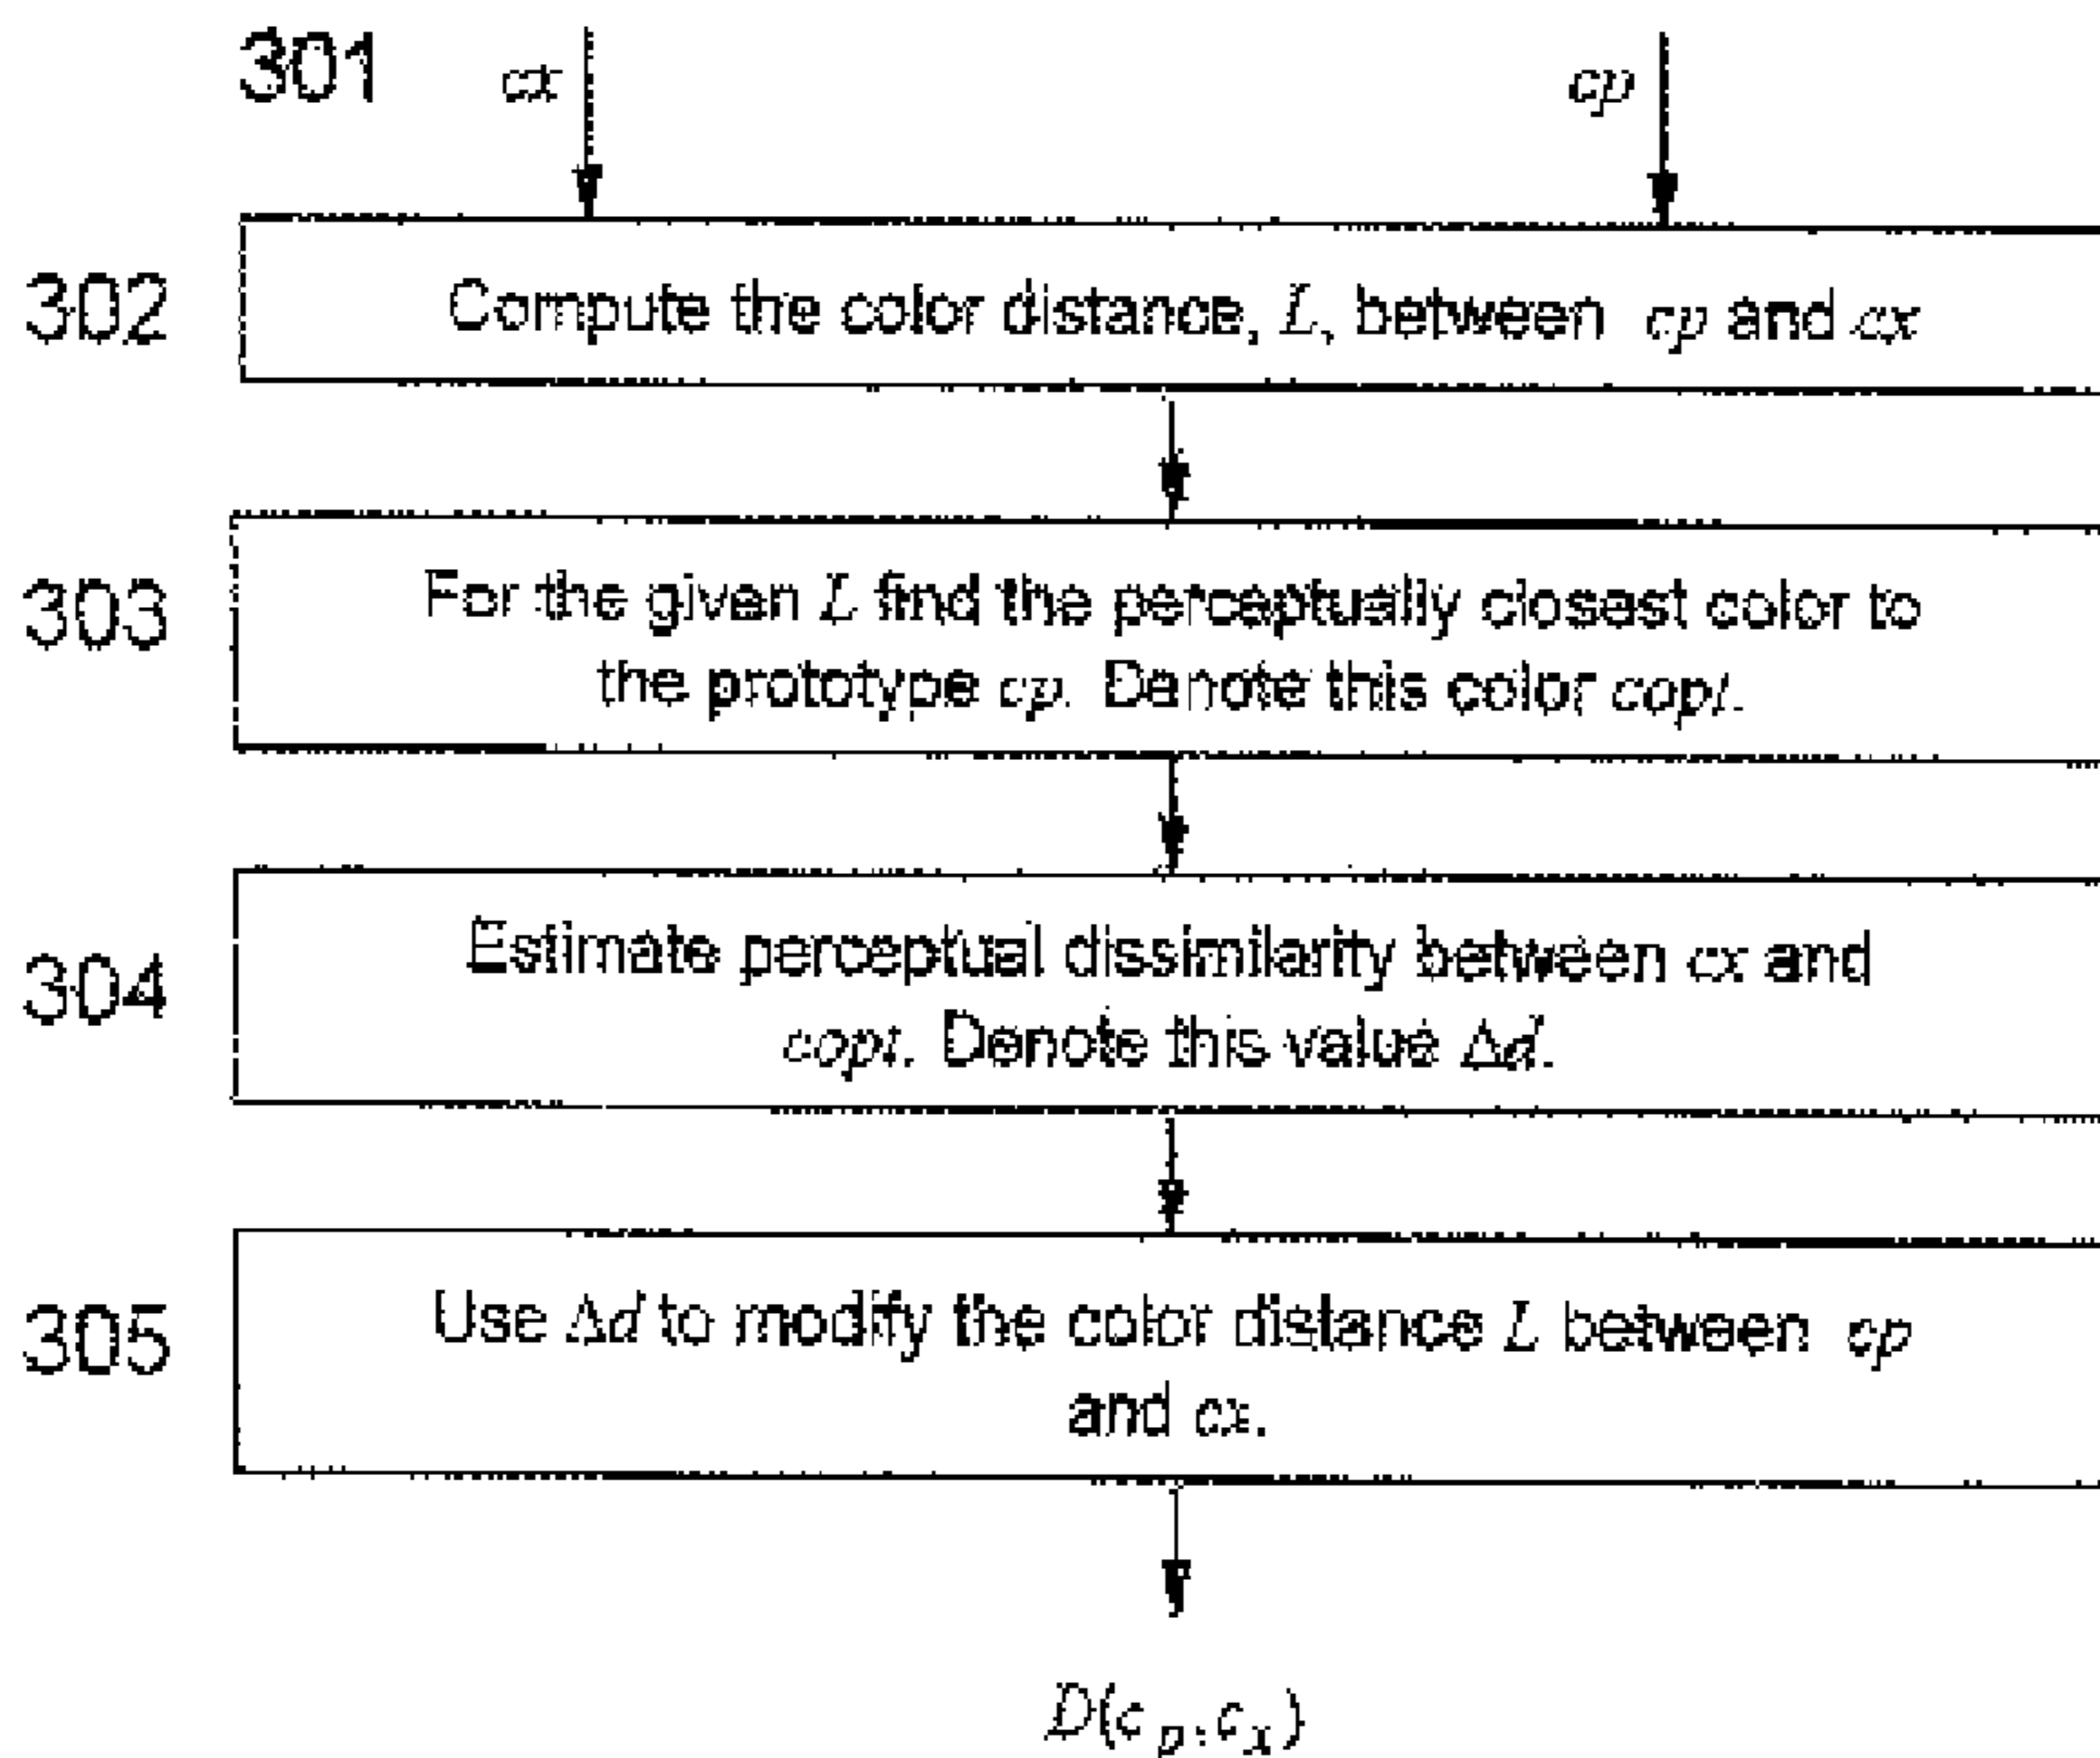 301 cx cp
302 Compute the color distance, L, between cp and cx
303 For the given L find the perceptually closest color to
the prototype cp. Denote this color copt.
304 Estimate perceptual dissimilarity between cx and
copt. Denote this value Δd.
305 Use Δd to modify the color distance L between cp
and cx.
D(c_p,c_x)